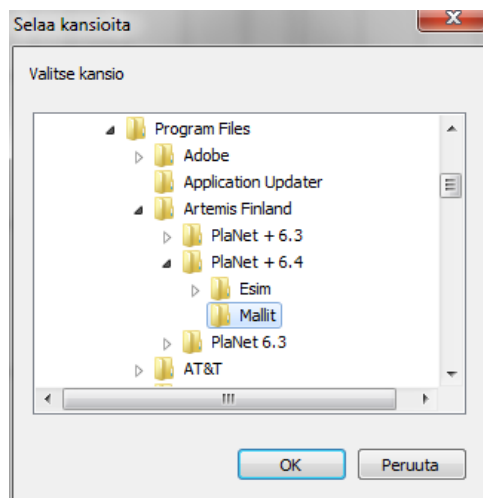 Selaa kansioita
Valitse kansio
Program Files
Adobe
Application Updater
Artemis Finland
PlaNet + 6.3
PlaNet + 6.4
Esim
Mallit
PlaNet 6.3
AT&T
OK Peruuta